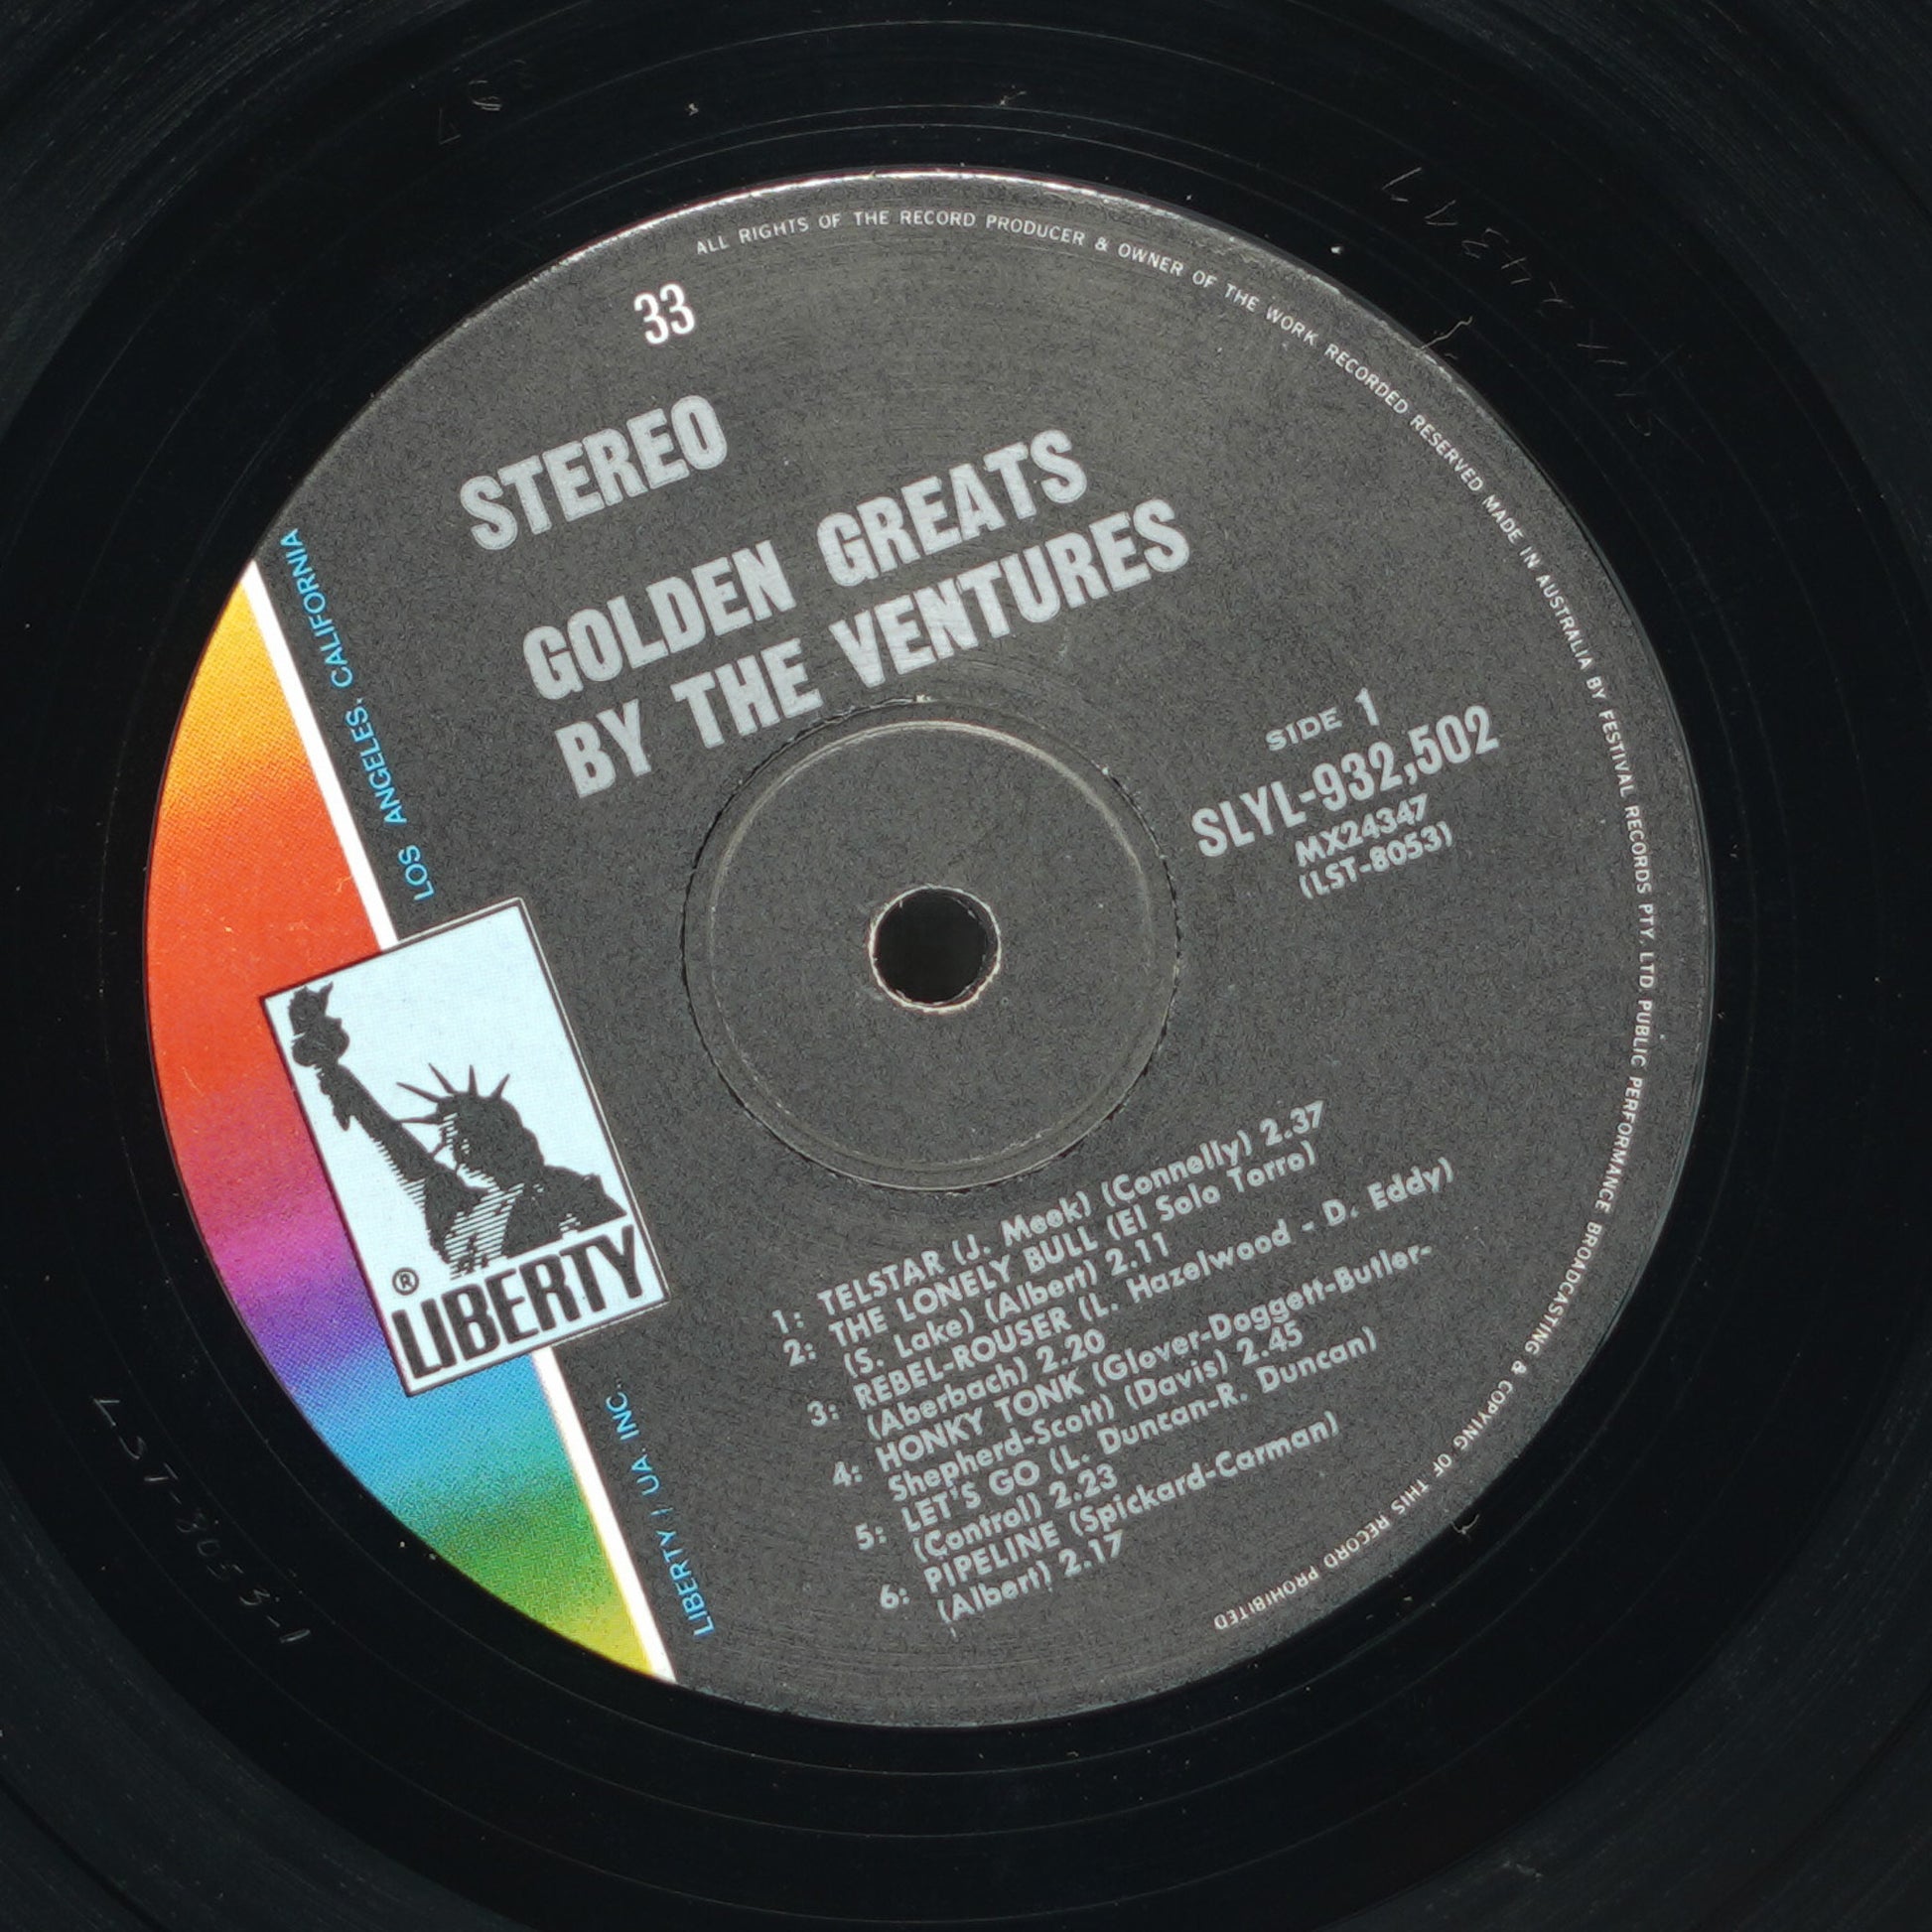 ALL RIGHTS OF THE RECORD PRODUCER & OWNER OF THE WORK RECORDED RESERVED MADE IN AUSTRALIA BY FESTIVAL RECORDS PTY. LTD. PUBLIC PERFORMANCE BROADCASTING & COPYING OF THIS RECORD PROHIBITED
33
STEREO
GOLDEN GREATS
BY THE VENTURES
SIDE 1
SLYL-932,502
MX24347
(LST-8053)
LOS ANGELES, CALIFORNIA
® LIBERTY
LIBERTY / UA, INC.
1: TELSTAR (J. Meek) (Connelly) 2.37
2: THE LONELY BULL (El Solo Torro)
(S. Lake) (Albert) 2.11
3: REBEL-ROUSER (L. Hazelwood - D. Eddy)
(Aberbach) 2.20
4: HONKY TONK (Glover-Doggett-Butler-
Shepherd-Scott) (Davis) 2.45
5: LET'S GO (L. Duncan-R. Duncan)
(Control) 2.23
6: PIPELINE (Spickard-Carman)
(Albert) 2.17
LST-8053-1